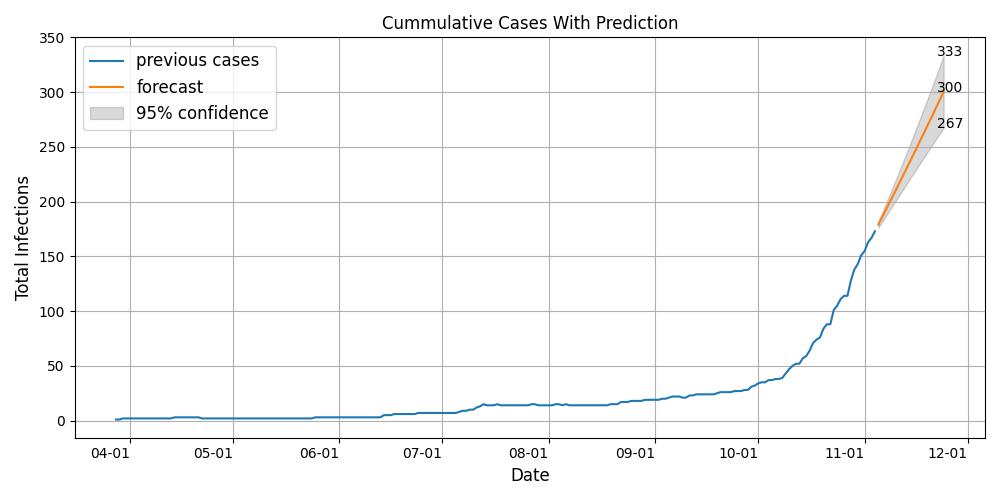 Cummulative Cases With Prediction
previous cases
forecast
95% confidence
333
300
267
350
300
250
200
150
100
50
0
Total Infections
04-01 05-01 06-01 07-01 08-01 09-01 10-01 11-01 12-01
Date